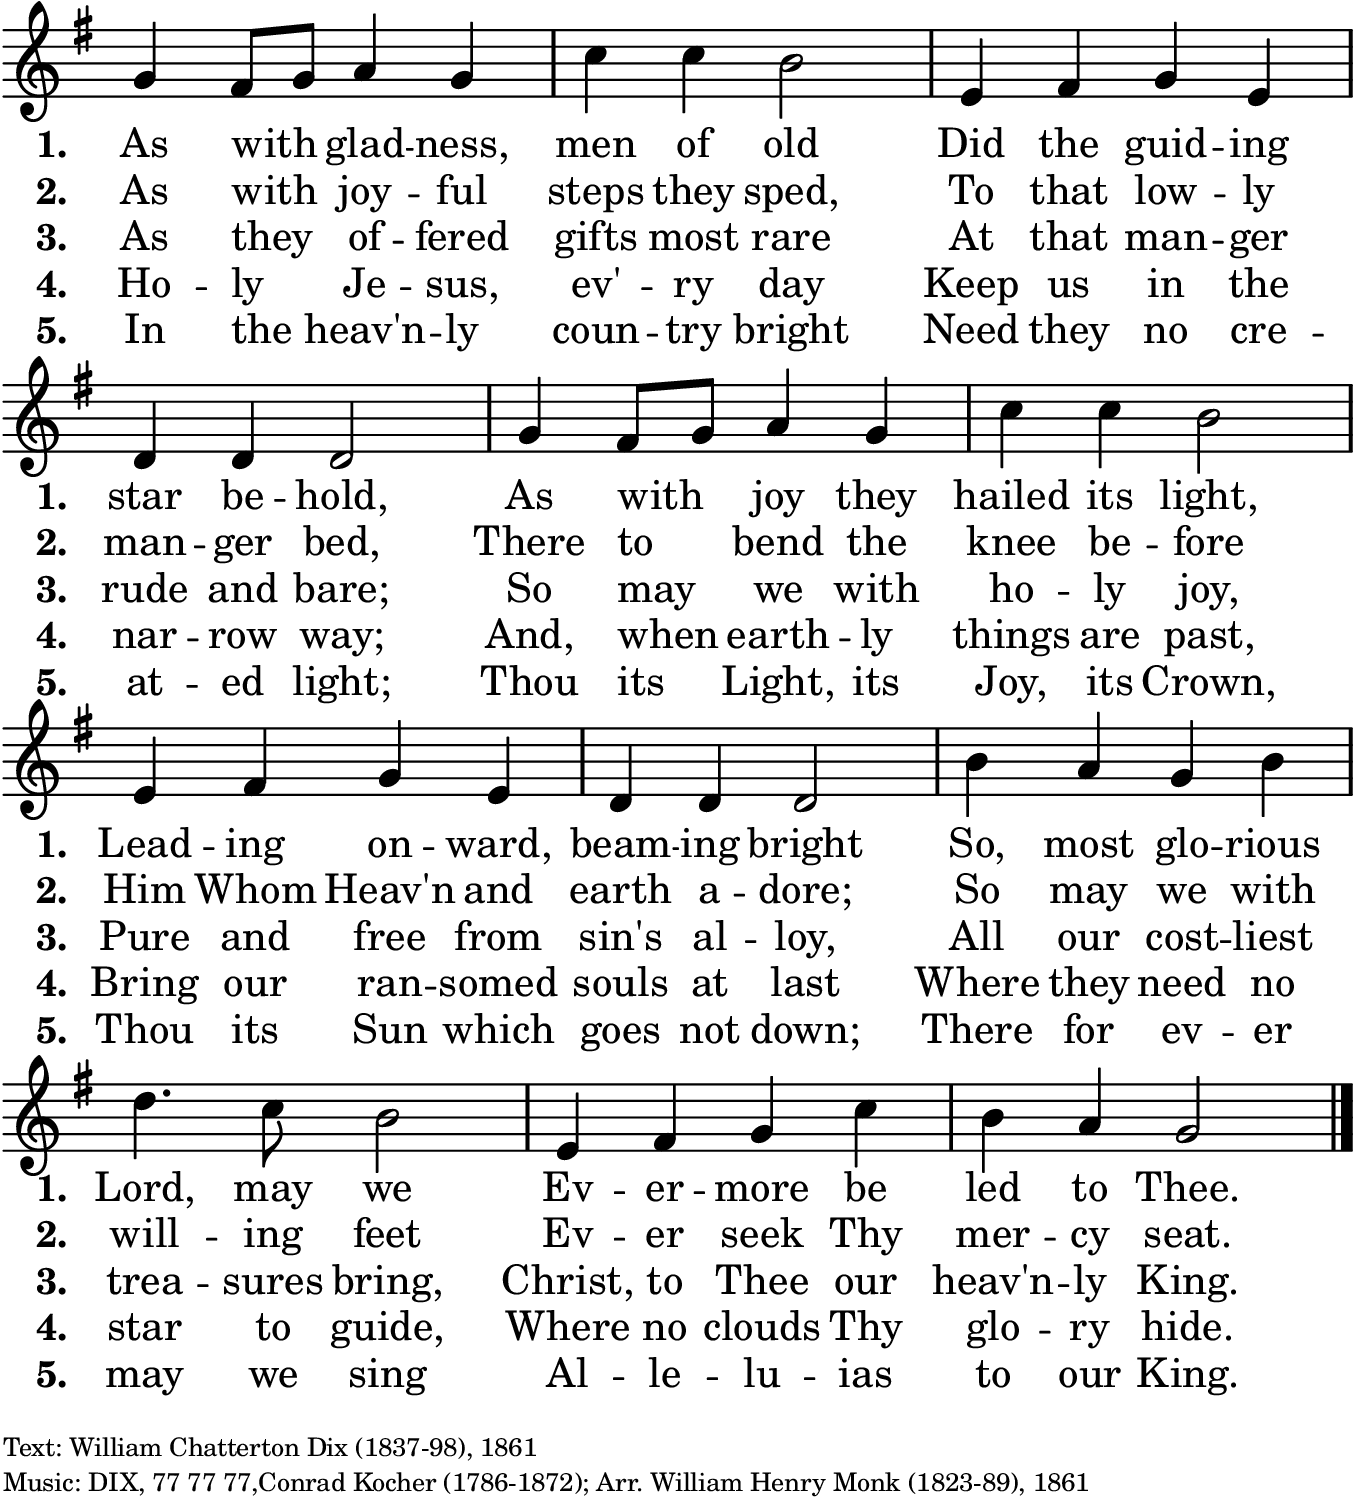 1. As with glad -- ness, men of old Did the guid -- ing
2. As with joy -- ful steps they sped, To that low -- ly
3. As they of -- fered gifts most rare At that man -- ger
4. Ho -- ly Je -- sus, ev' -- ry day Keep us in the
5. In the heav'n -- ly coun -- try bright Need they no cre --
1. star be -- hold, As with joy they hailed its light,
2. man -- ger bed, There to bend the knee be -- fore
3. rude and bare; So may we with ho -- ly joy,
4. nar -- row way; And, when earth -- ly things are past,
5. at -- ed light; Thou its Light, its Joy, its Crown,
1. Lead -- ing on -- ward, beam -- ing bright So, most glo -- rious
2. Him Whom Heav'n and earth a -- dore; So may we with
3. Pure and free from sin's al -- loy, All our cost -- liest
4. Bring our ran -- somed souls at last Where they need no
5. Thou its Sun which goes not down; There for ev -- er
1. Lord, may we Ev -- er -- more be led to Thee.
2. will -- ing feet Ev -- er seek Thy mer -- cy seat.
3. trea -- sures bring, Christ, to Thee our heav'n -- ly King.
4. star to guide, Where no clouds Thy glo -- ry hide.
5. may we sing Al -- le -- lu -- ias to our King.
Text: William Chatterton Dix (1837-98), 1861
Music: DIX, 77 77 77,Conrad Kocher (1786-1872); Arr. William Henry Monk (1823-89), 1861